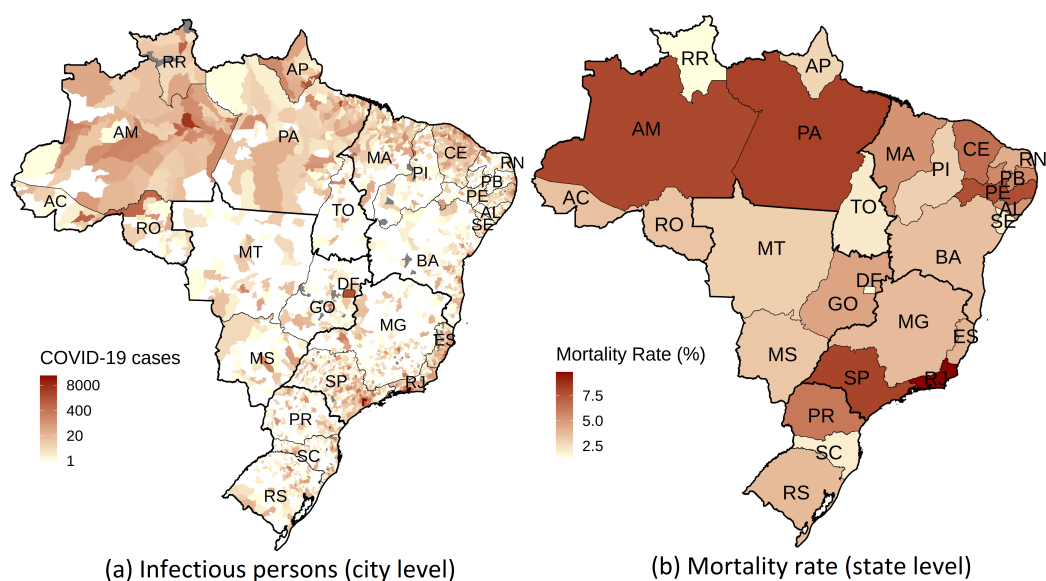 RR
AP
AM
PA
MA
CE
RN
PI
PB
PE
AC
AL
TO
SE
RO
MT
BA
DF
GO
MG
ES
MS
SP
RJ
PR
SC
RS
COVID-19 cases
8000
400
20
1
(a) Infectious persons (city level)
RR
AP
AM
PA
MA
CE
RN
PI
PB
PE
AC
AL
TO
SE
RO
MT
BA
DF
GO
MG
ES
MS
SP
RJ
PR
SC
RS
Mortality Rate (%)
7.5
5.0
2.5
(b) Mortality rate (state level)